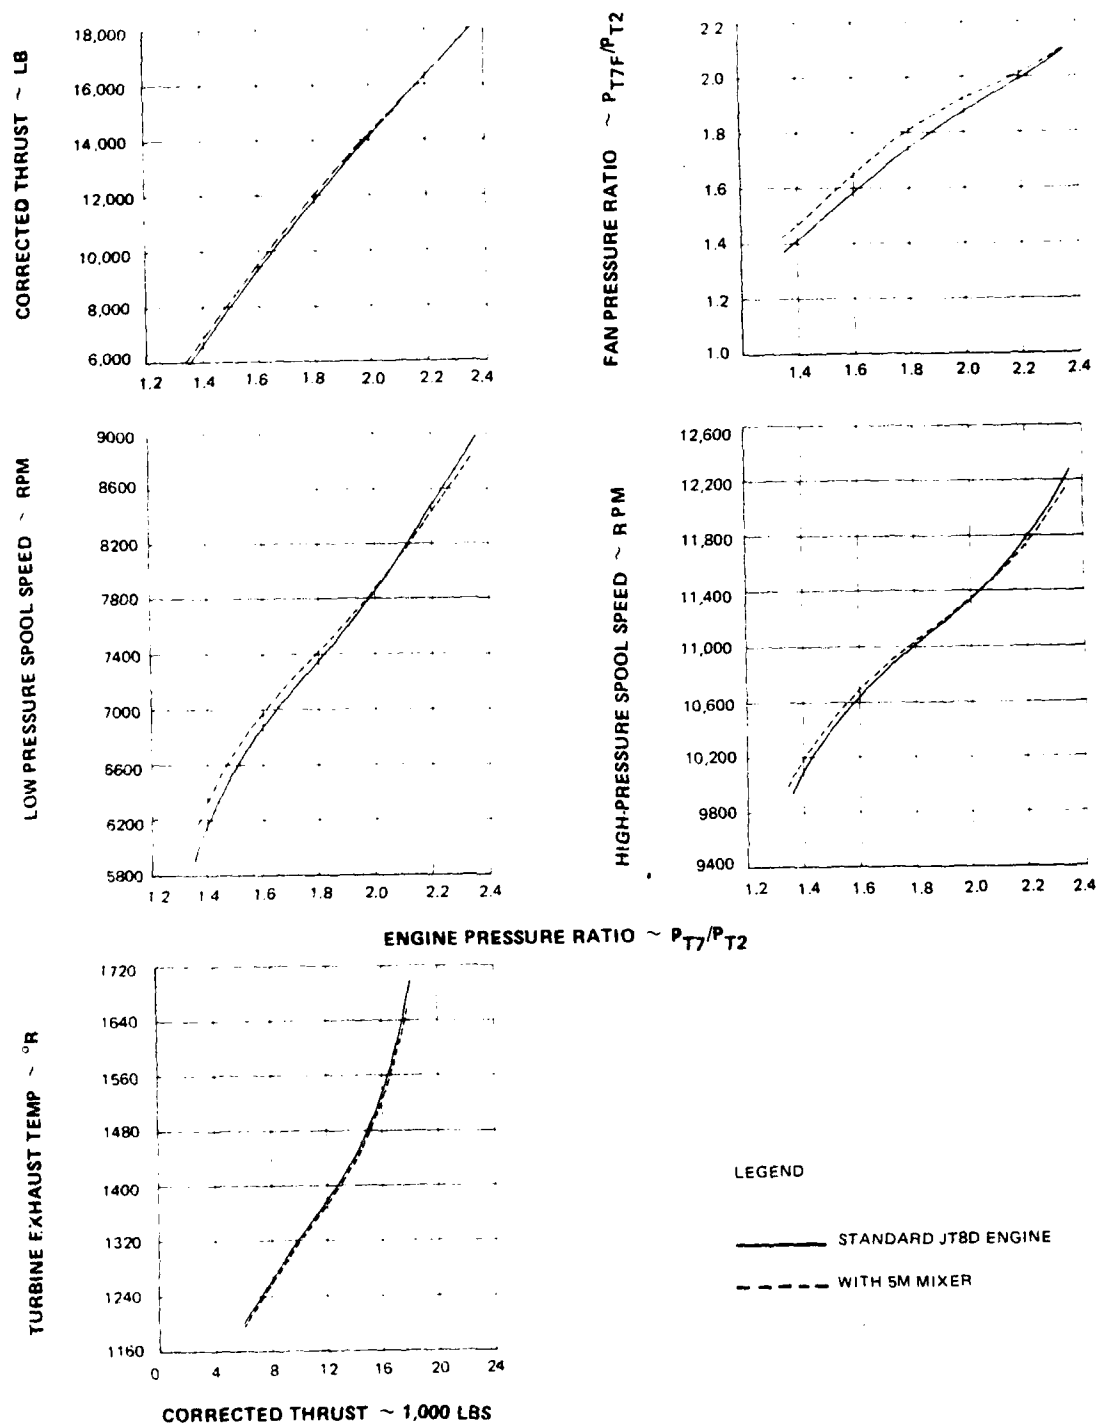 CORRECTED THRUST ~ LB
18,000
16,000
14,000
12,000
10,000
8,000
6,000
1.2 1.4 1.6 1.8 2.0 2.2 2.4
FAN PRESSURE RATIO ~ PT7F/PT2
2.2
2.0
1.8
1.6
1.4
1.2
1.0
1.4 1.6 1.8 2.0 2.2 2.4
LOW PRESSURE SPOOL SPEED ~ RPM
9000
8600
8200
7800
7400
7000
6600
6200
5800
1 2 1 4 1.6 1.8 2.0 2.2 2.4
HIGH-PRESSURE SPOOL SPEED ~ RPM
12,600
12,200
11,800
11,400
11,000
10,600
10,200
9800
9400
1.2 1.4 1.6 1.8 2.0 2.2 2.4
ENGINE PRESSURE RATIO ~ PT7/PT2
TURBINE EXHAUST TEMP ~ °R
1720
1640
1560
1480
1400
1320
1240
1160
0 4 8 12 16 20 24
CORRECTED THRUST ~ 1,000 LBS
LEGEND
STANDARD JT8D ENGINE
WITH 5M MIXER